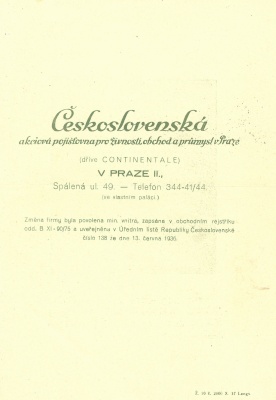 Československá
akciová pojišťovna pro živnosti, obchod a průmysl v Praze
(dříve CONTINENTALE)
V PRAZE II.,
Spálená ul. 49. — Telefon 344-41/44
(ve vlastním paláci.)
Změna firmy byla povolena min. vnitra, zapsána v obchodním rejstříku
odd. B XI-90/75 a uveřejněna v Úředním listě Republiky Československé
číslo 138 ze dne 13. června 1936.